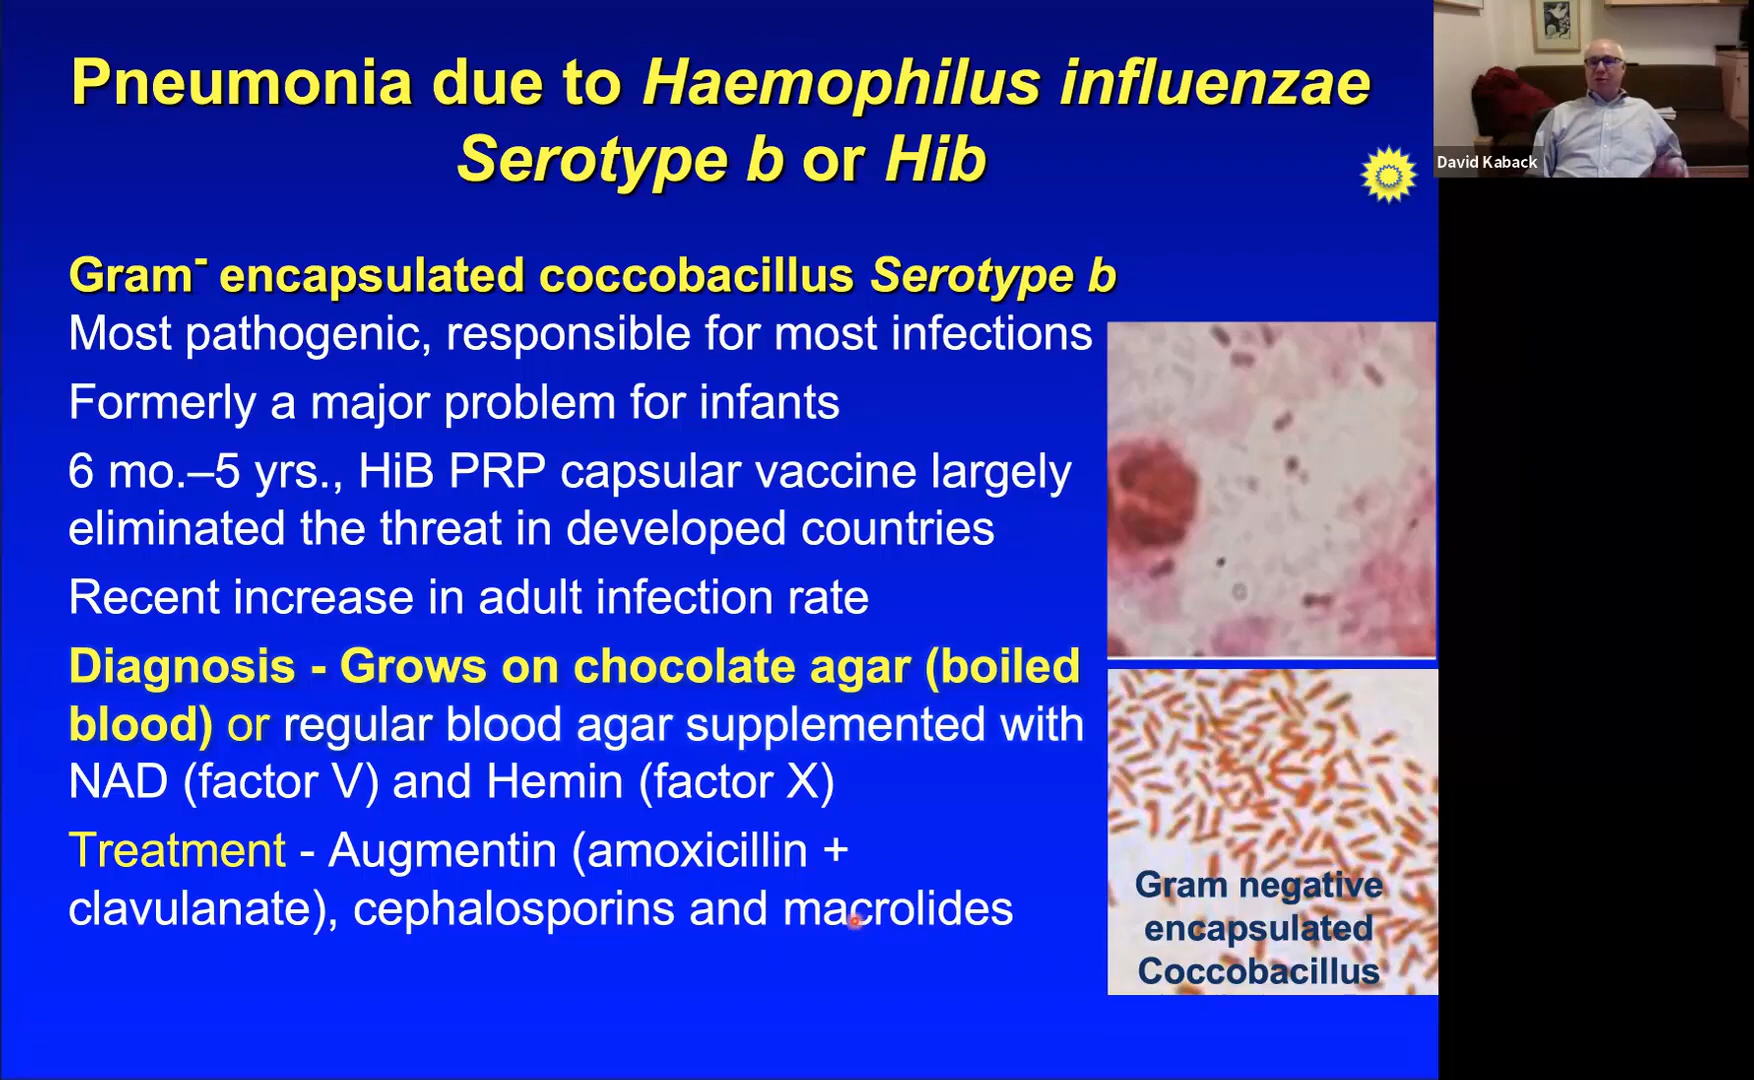 Pneumonia due to Haemophilus influenzae
Serotype b or Hib
David Kaback
Gram- encapsulated coccobacillus Serotype b
Most pathogenic, responsible for most infections
Formerly a major problem for infants
6 mo.–5 yrs., HiB PRP capsular vaccine largely
eliminated the threat in developed countries
Recent increase in adult infection rate
Diagnosis - Grows on chocolate agar (boiled
blood) or regular blood agar supplemented with
NAD (factor V) and Hemin (factor X)
Treatment - Augmentin (amoxicillin +
clavulanate), cephalosporins and macrolides
Gram negative
encapsulated
Coccobacillus